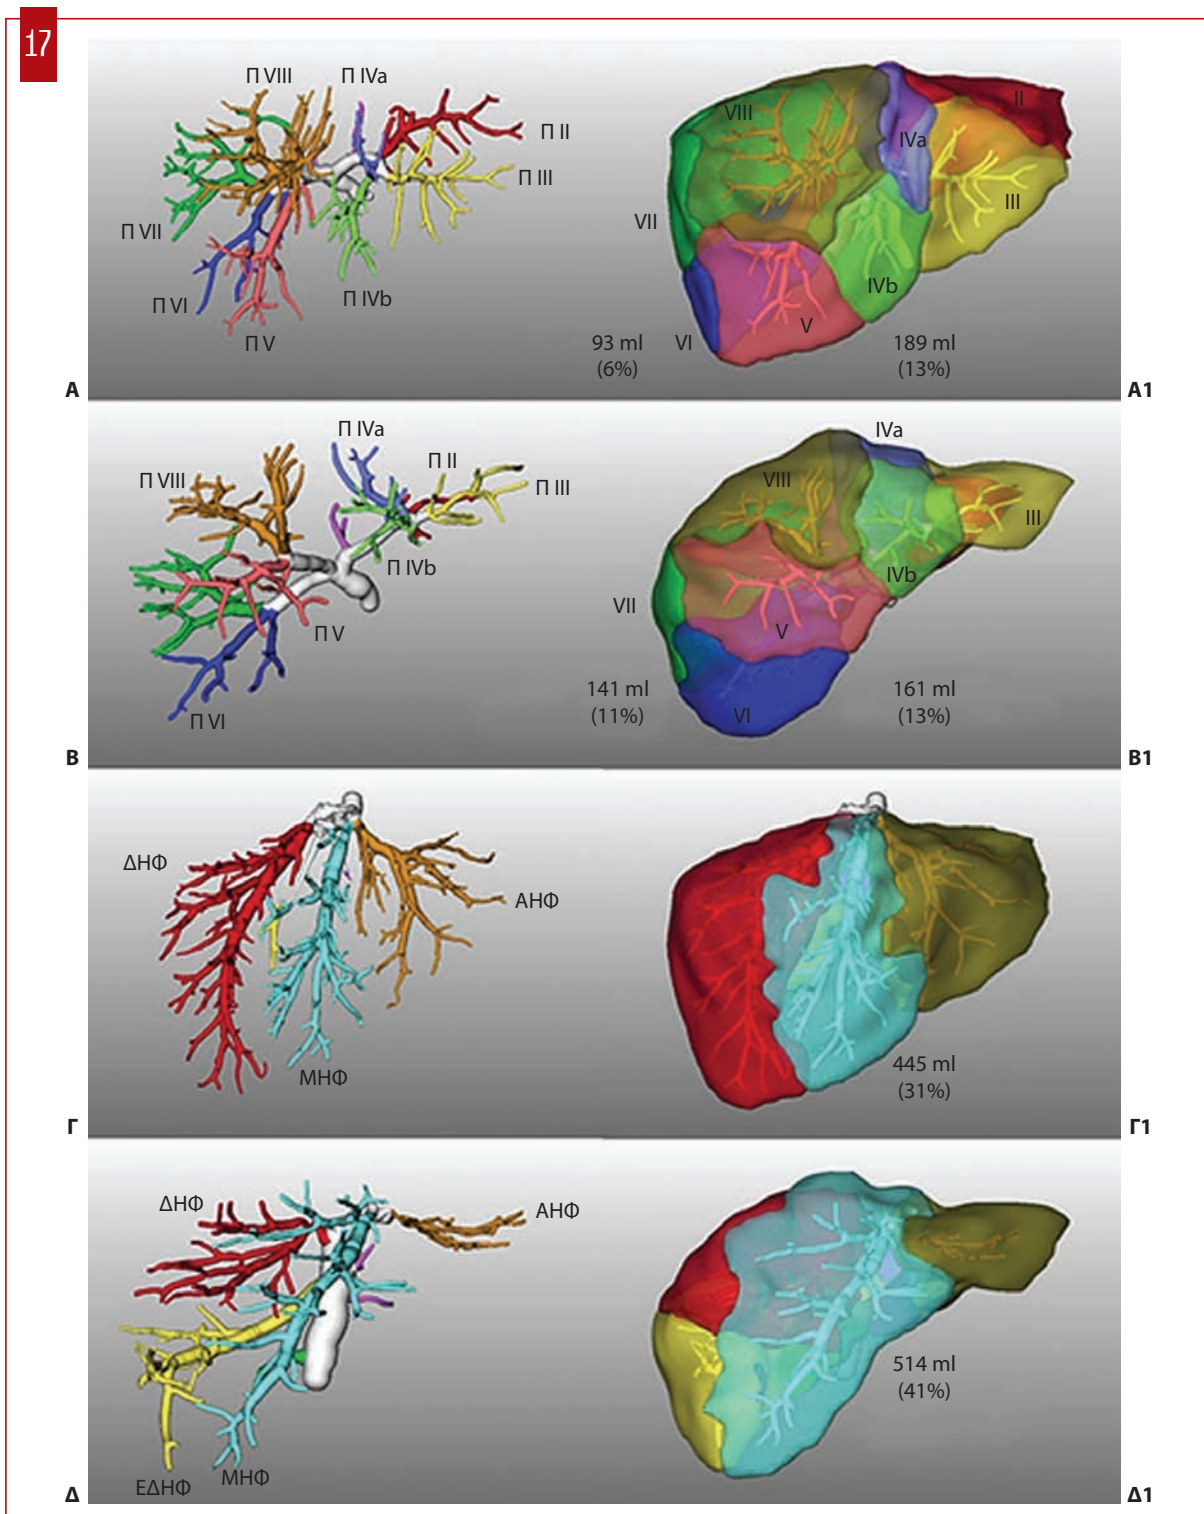 17
Π VIII
Π IVa
Π II
Π III
Π VII
Π VI
Π V
Π IVb
VIII
IVa
II
III
VII
IVb
V
VI
93 ml
(6%)
189 ml
(13%)
Α
Α1
Π IVa
Π VIII
Π II
Π III
Π IVb
Π V
Π VI
IVa
VIII
III
IVb
VII
V
VI
141 ml
(11%)
161 ml
(13%)
Β
Β1
ΔΗΦ
ΑΗΦ
ΜΗΦ
445 ml
(31%)
Γ
Γ1
ΔΗΦ
ΑΗΦ
ΕΔΗΦ
ΜΗΦ
514 ml
(41%)
Δ
Δ1